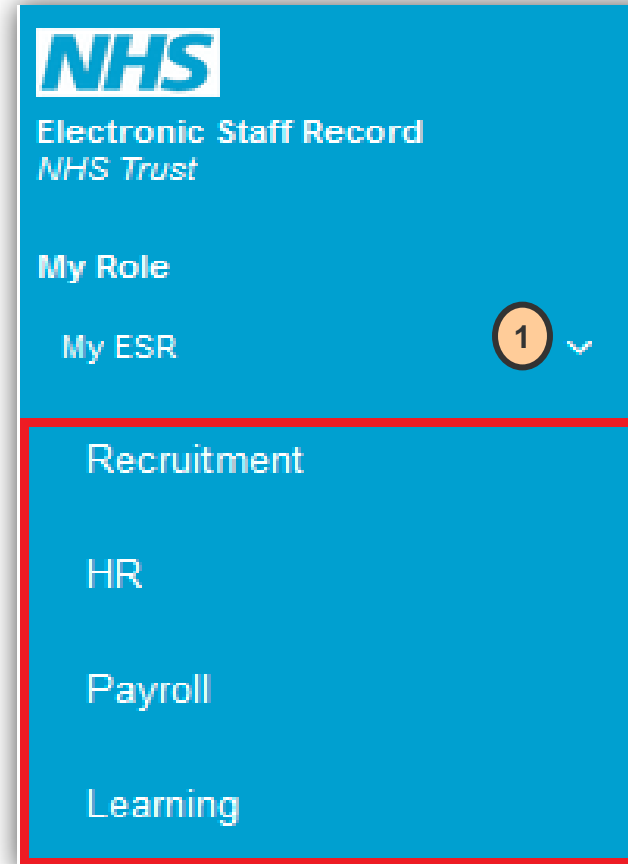 NHS
Electronic Staff Record
NHS Trust
My Role
My ESR
1
Recruitment
HR
Payroll
Learning